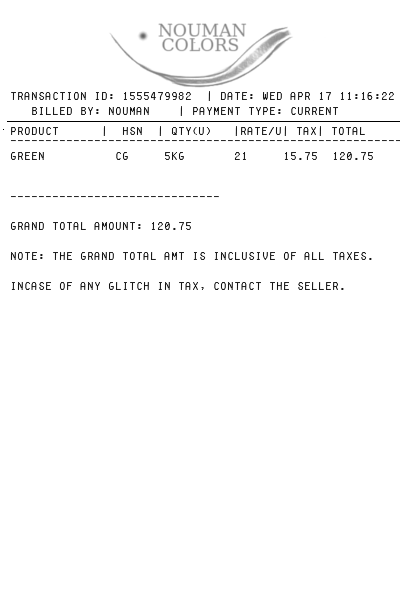 NOUMAN
COLORS
TRANSACTION ID: 1555479982 | DATE: WED APR 17 11:16:22
BILLED BY: NOUMAN | PAYMENT TYPE: CURRENT
PRODUCT | HSN | QTY(U) |RATE/U| TAX| TOTAL
GREEN CG 5KG 21 15.75 120.75
GRAND TOTAL AMOUNT: 120.75
NOTE: THE GRAND TOTAL AMT IS INCLUSIVE OF ALL TAXES.
INCASE OF ANY GLITCH IN TAX, CONTACT THE SELLER.